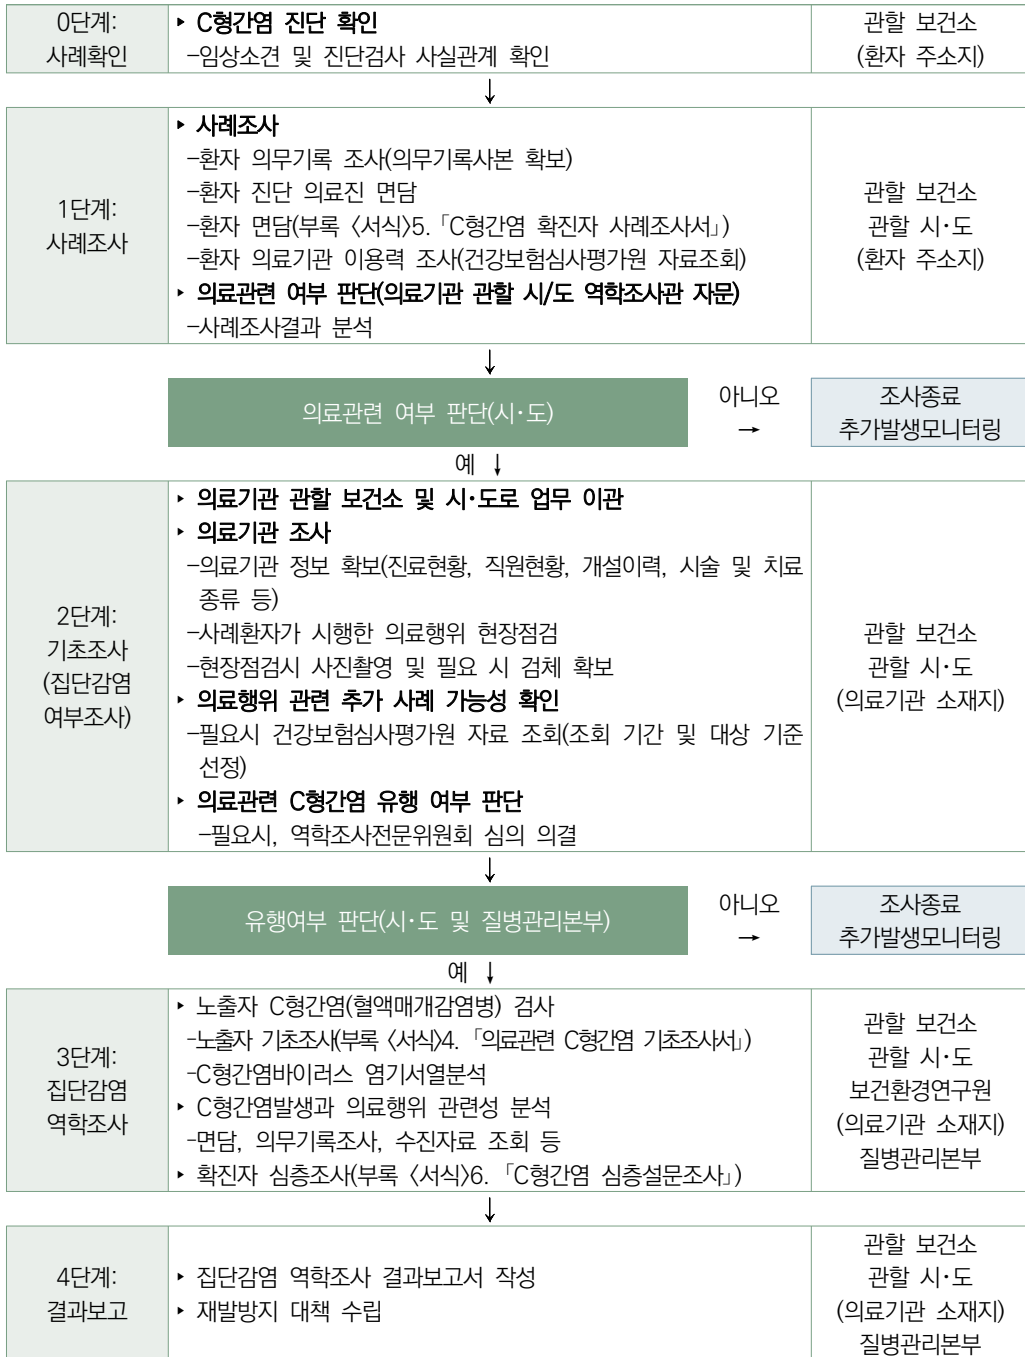 0단계:
사례확인
▸ C형간염 진단 확인
-임상소견 및 진단검사 사실관계 확인
관할 보건소
(환자 주소지)
↓
1단계:
사례조사
▸ 사례조사
-환자 의무기록 조사(의무기록사본 확보)
-환자 진단 의료진 면담
-환자 면담(부록 〈서식〉5. 「C형간염 확진자 사례조사서」)
-환자 의료기관 이용력 조사(건강보험심사평가원 자료조회)
▸ 의료관련 여부 판단(의료기관 관할 시/도 역학조사관 자문)
-사례조사결과 분석
관할 보건소
관할 시·도
(환자 주소지)
↓
의료관련 여부 판단(시·도)
아니오
→
조사종료
추가발생모니터링
예 ↓
2단계:
기초조사
(집단감염
여부조사)
▸ 의료기관 관할 보건소 및 시·도로 업무 이관
▸ 의료기관 조사
-의료기관 정보 확보(진료현황, 직원현황, 개설이력, 시술 및 치료
종류 등)
-사례환자가 시행한 의료행위 현장점검
-현장점검시 사진촬영 및 필요 시 검체 확보
▸ 의료행위 관련 추가 사례 가능성 확인
-필요시 건강보험심사평가원 자료 조회(조회 기간 및 대상 기준
선정)
▸ 의료관련 C형간염 유행 여부 판단
-필요시, 역학조사전문위원회 심의 의결
관할 보건소
관할 시·도
(의료기관 소재지)
↓
유행여부 판단(시·도 및 질병관리본부)
아니오
→
조사종료
추가발생모니터링
예 ↓
3단계:
집단감염
역학조사
▸ 노출자 C형간염(혈액매개감염병) 검사
-노출자 기초조사(부록 〈서식〉4. 「의료관련 C형간염 기초조사서」)
-C형간염바이러스 염기서열분석
▸ C형간염발생과 의료행위 관련성 분석
-면담, 의무기록조사, 수진자료 조회 등
▸ 확진자 심층조사(부록 〈서식〉6. 「C형간염 심층설문조사」)
관할 보건소
관할 시·도
보건환경연구원
(의료기관 소재지)
질병관리본부
↓
4단계:
결과보고
▸ 집단감염 역학조사 결과보고서 작성
▸ 재발방지 대책 수립
관할 보건소
관할 시·도
(의료기관 소재지)
질병관리본부